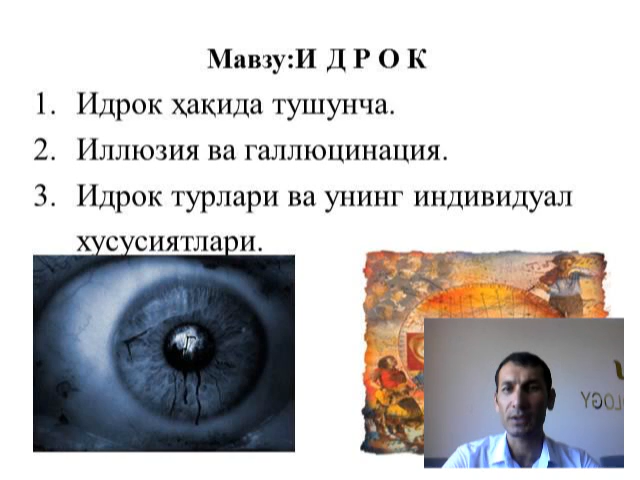 Мавзу:И Д Р О К
1. Идрок ҳақида тушунча.
2. Иллюзия ва галлюцинация.
3. Идрок турлари ва унинг индивидуал
хусусиятлари.